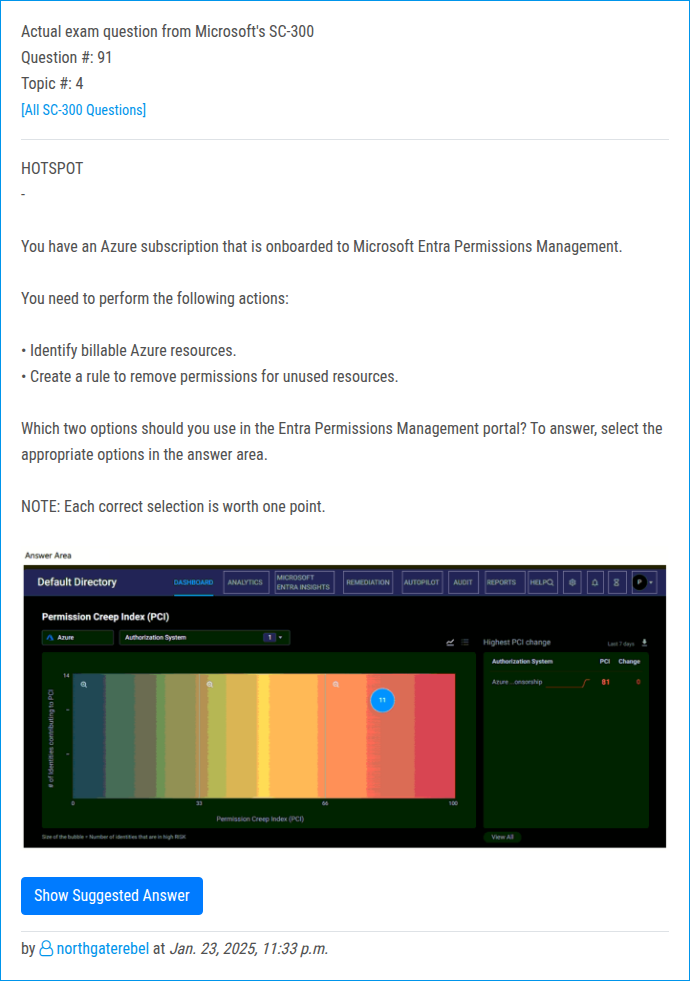 Actual exam question from Microsoft's SC-300
Question #: 91
Topic #: 4
[All SC-300 Questions]
HOTSPOT
-
You have an Azure subscription that is onboarded to Microsoft Entra Permissions Management.
You need to perform the following actions:
• Identify billable Azure resources.
• Create a rule to remove permissions for unused resources.
Which two options should you use in the Entra Permissions Management portal? To answer, select the
appropriate options in the answer area.
NOTE: Each correct selection is worth one point.
Answer Area
Default Directory
DASHBOARD
ANALYTICS
MICROSOFT
ENTRA INSIGHTS
REMEDIATION
AUTOPILOT
AUDIT
REPORTS
HELP
P
Permission Creep Index (PCI)
Azure
Authorization System
1
Highest PCI change
Last 7 days
Authorization System PCI Change
Azure ...onsorship 81 0
14
11
# of Identities contributing to PCI
0 33 66 100
Permission Creep Index (PCI)
Size of the bubble = Number of identities that are in high RISK
View All
Show Suggested Answer
by northgaterebel at Jan. 23, 2025, 11:33 p.m.